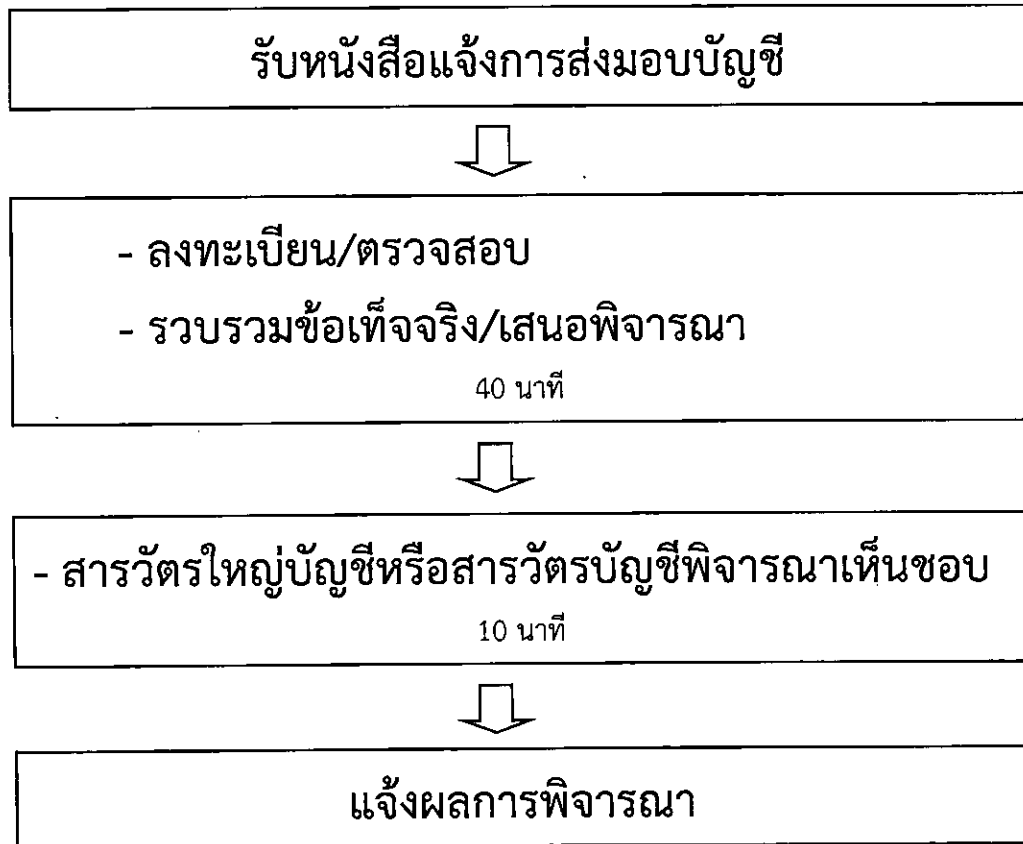 รับหนังสือแจ้งการส่งมอบบัญชี
- ลงทะเบียน/ตรวจสอบ
- รวบรวมข้อเท็จจริง/เสนอพิจารณา
40 นาที
- สารวัตรใหญ่บัญชีหรือสารวัตรบัญชีพิจารณาเห็นชอบ
10 นาที
แจ้งผลการพิจารณา